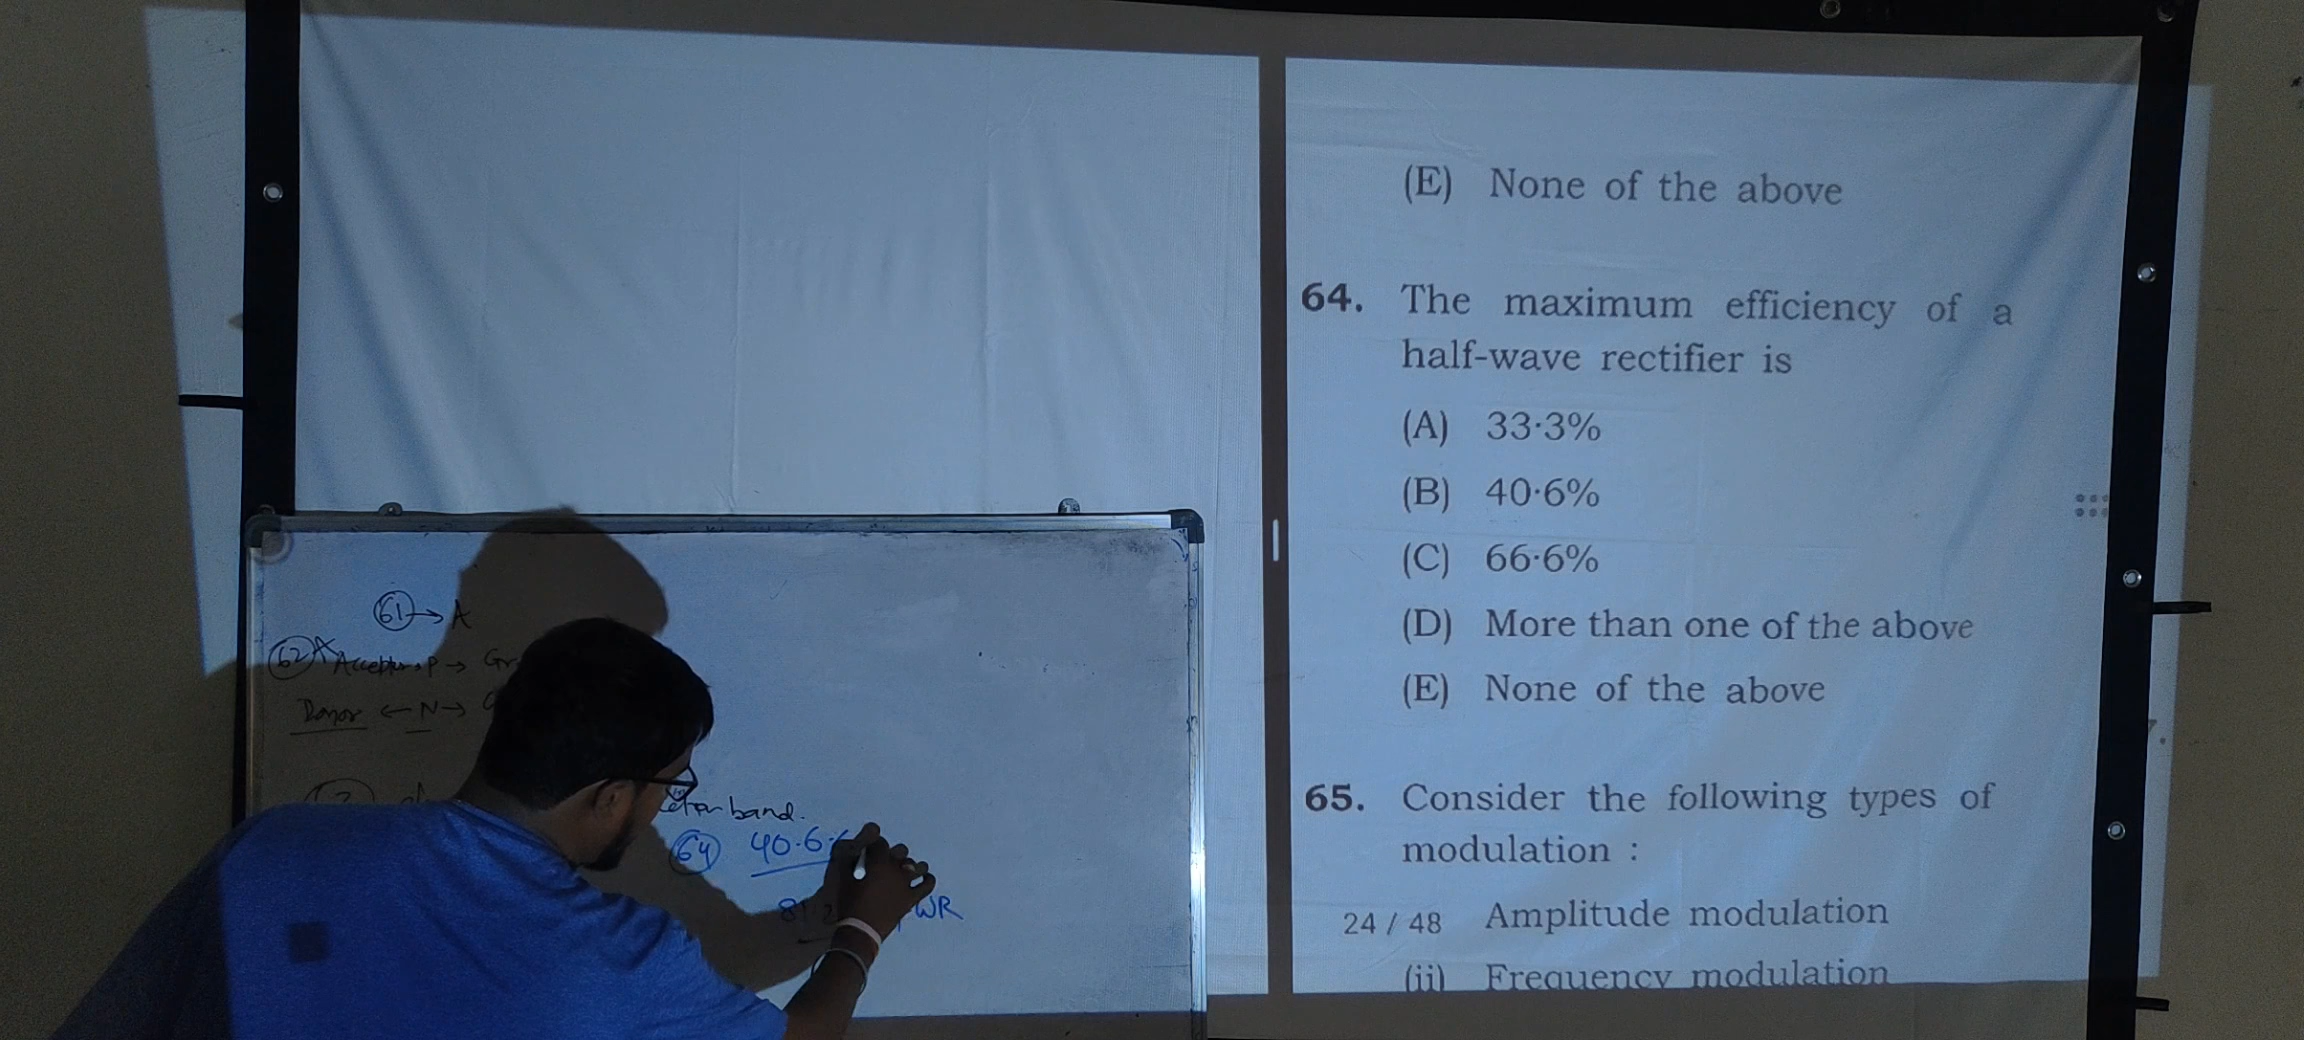 (E) None of the above
64. The maximum efficiency of a
half-wave rectifier is
(A) 33·3%
(B) 40·6%
(C) 66·6%
(D) More than one of the above
(E) None of the above
65. Consider the following types of
modulation :
24 / 48 Amplitude modulation
(ii) Frequency modulation
61 → A
62 A Acceptor, P →
Donor ← N →
band.
64 40.6
WR